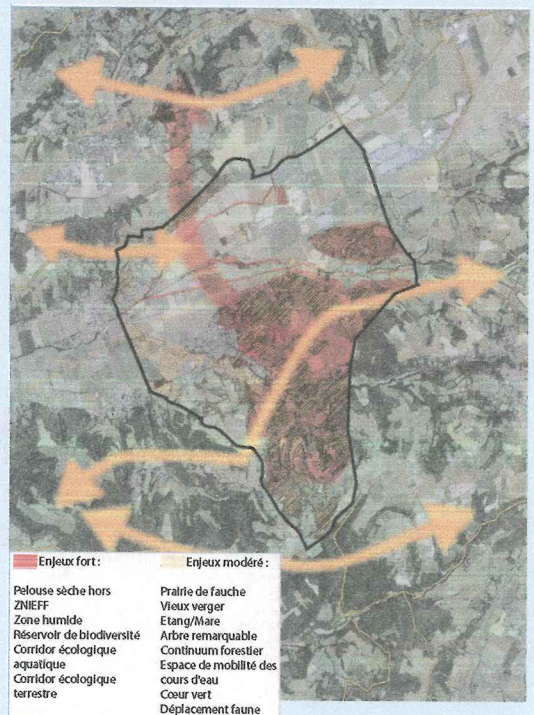 Enjeux fort :
Pelouse sèche hors
ZNIEFF
Zone humide
Réservoir de biodiversité
Corridor écologique
aquatique
Corridor écologique
terrestre
Enjeux modéré :
Prairie de fauche
Vieux verger
Etang/Mare
Arbre remarquable
Continuum forestier
Espace de mobilité des
cours d'eau
Cœur vert
Déplacement faune